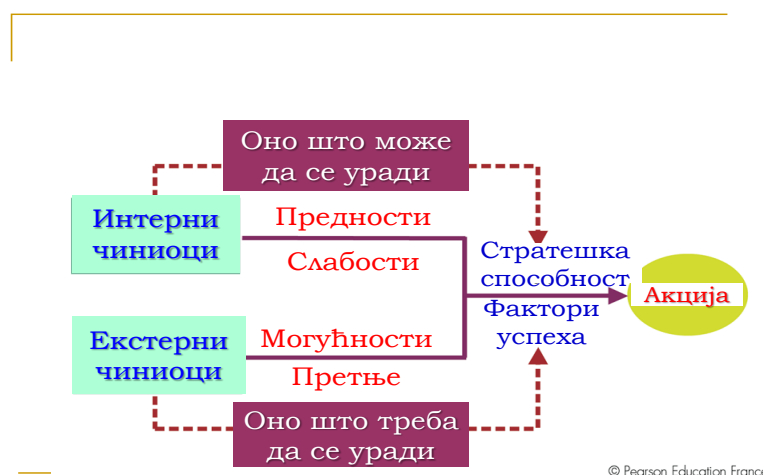 Оно што може
да се уради
Интерни
чиниоци
Предности
Слабости
Стратешка
способност
Фактори
успеха
Акција
Екстерни
чиниоци
Могућности
Претње
Оно што треба
да се уради
© Pearson Education France